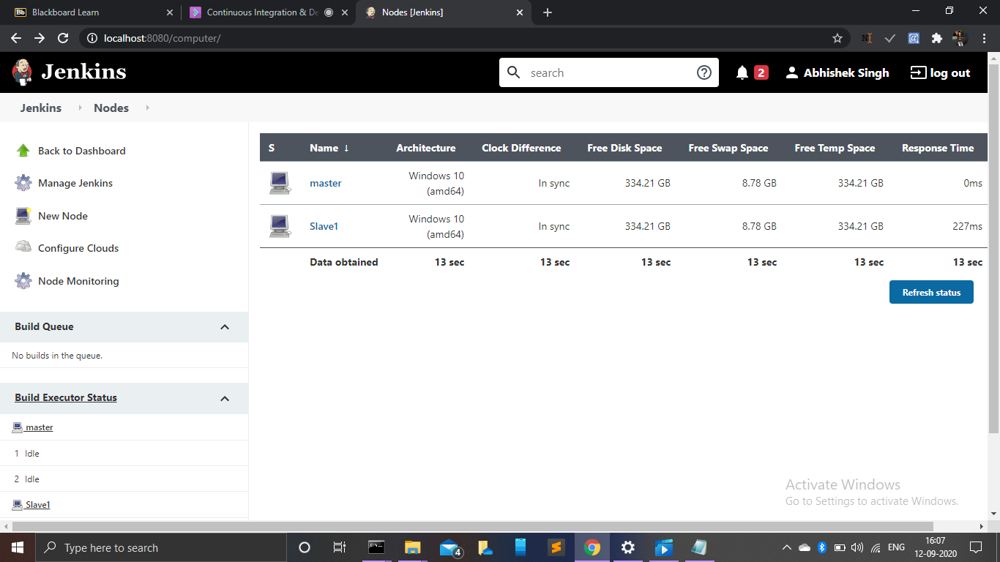 Bb Blackboard Learn
Continuous Integration & De
Nodes [Jenkins]
localhost:8080/computer/
Jenkins
search
2
Abhishek Singh
log out
Jenkins
Nodes
Back to Dashboard
Manage Jenkins
New Node
Configure Clouds
Node Monitoring
Build Queue
No builds in the queue.
Build Executor Status
master
1 Idle
2 Idle
Slave1
S Name ↓ Architecture Clock Difference Free Disk Space Free Swap Space Free Temp Space Response Time
master Windows 10 (amd64) In sync 334.21 GB 8.78 GB 334.21 GB 0ms
Slave1 Windows 10 (amd64) In sync 334.21 GB 8.78 GB 334.21 GB 227ms
Data obtained 13 sec 13 sec 13 sec 13 sec 13 sec 13 sec
Refresh status
Activate Windows
Go to Settings to activate Windows.
Type here to search
4
ENG
16:07
12-09-2020